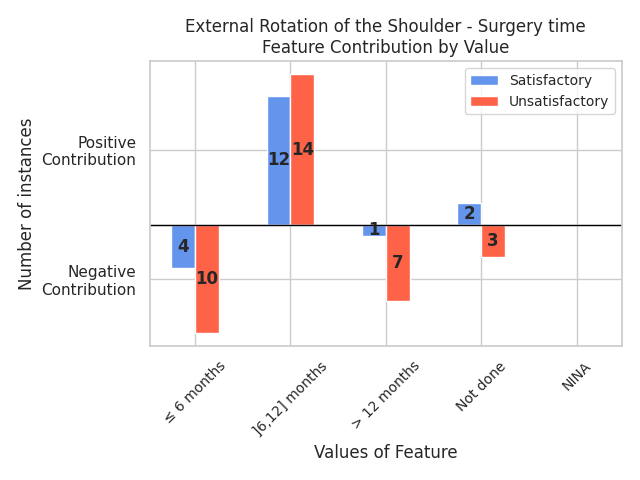 External Rotation of the Shoulder - Surgery time
Feature Contribution by Value
Satisfactory
Unsatisfactory
Number of instances
Positive
Contribution
Negative
Contribution
4
10
12
14
1
7
2
3
≤ 6 months
]6,12] months
> 12 months
Not done
NINA
Values of Feature